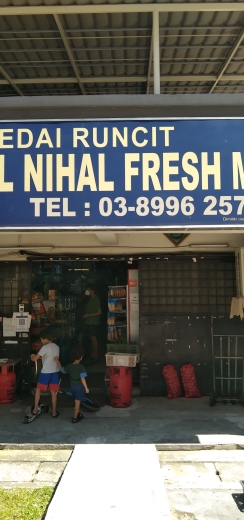 EDAI RUNCIT
L NIHAL FRESH M
TEL : 03-8996 257